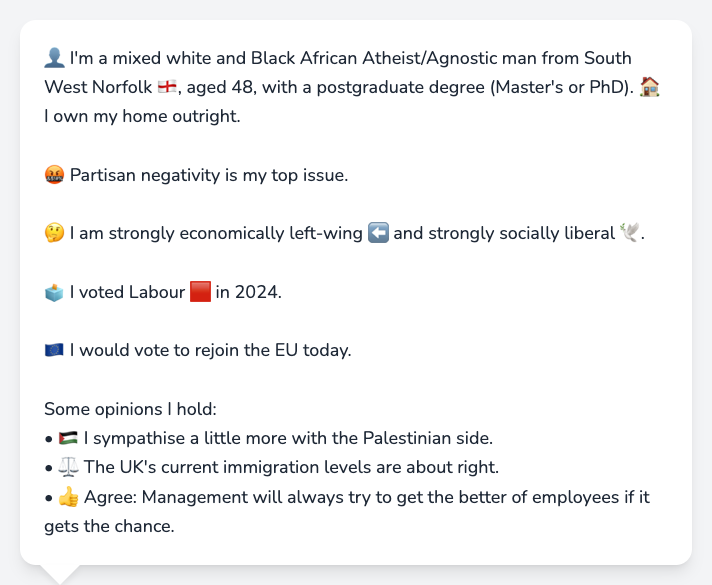 👤 I'm a mixed white and Black African Atheist/Agnostic man from South
West Norfolk 🏴󠁧󠁢󠁥󠁮󠁧󠁿, aged 48, with a postgraduate degree (Master's or PhD). 🏠
I own my home outright.
🤬 Partisan negativity is my top issue.
🤔 I am strongly economically left-wing ⬅️ and strongly socially liberal 🕊️.
🗳️ I voted Labour 🟥 in 2024.
🇪🇺 I would vote to rejoin the EU today.
Some opinions I hold:
• 🇵🇸 I sympathise a little more with the Palestinian side.
• ⚖️ The UK's current immigration levels are about right.
• 👍 Agree: Management will always try to get the better of employees if it
gets the chance.